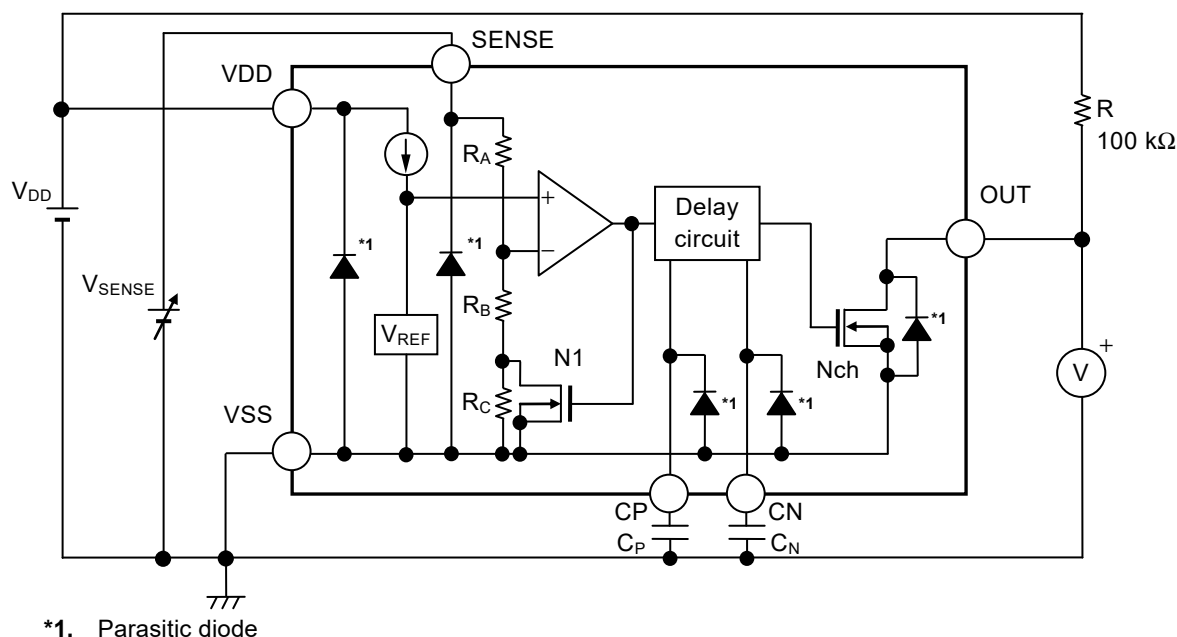 SENSE
VDD
R
100 kΩ
RA
VDD
+
−
Delay
circuit
OUT
*1
*1
VSENSE
RB
VREF
N1
*1
Nch
+
V
RC
*1
*1
VSS
CP
CN
CP
CN
*1. Parasitic diode